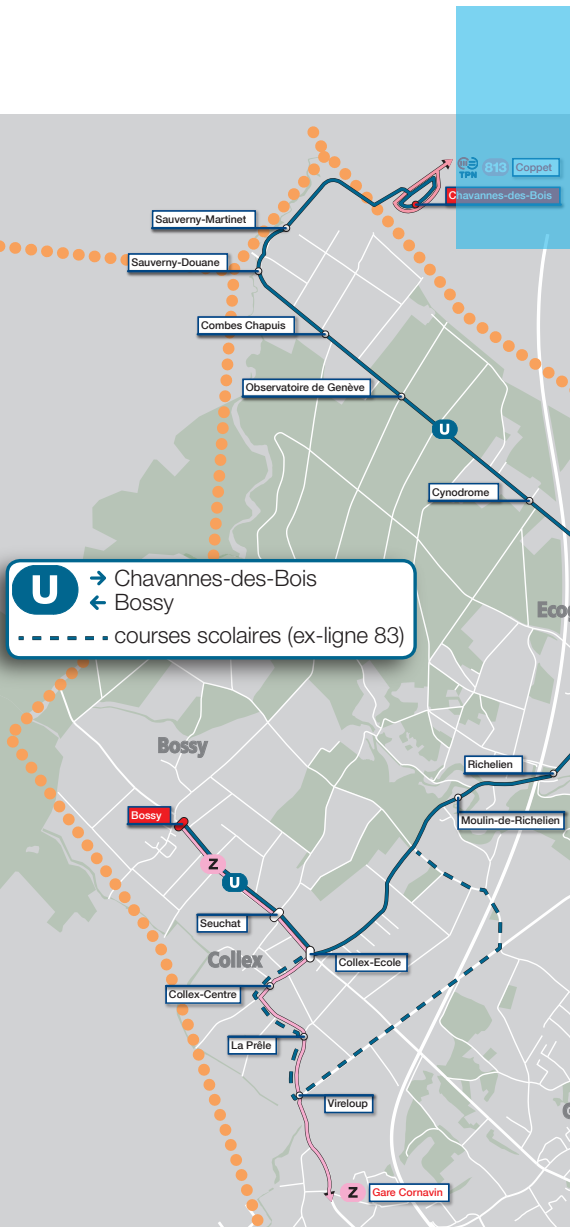 TPN 813 Coppet
Chavannes-des-Bois
Sauverny-Martinet
Sauverny-Douane
Combes Chapuis
Observatoire de Genève
U
Cynodrome
U → Chavannes-des-Bois
← Bossy
courses scolaires (ex-ligne 83)
Bossy
Richelien
Bossy
Moulin-de-Richelien
Z
U
Seuchat
Collex
Collex-Ecole
Collex-Centre
La Prêle
Vireloup
Z Gare Cornavin